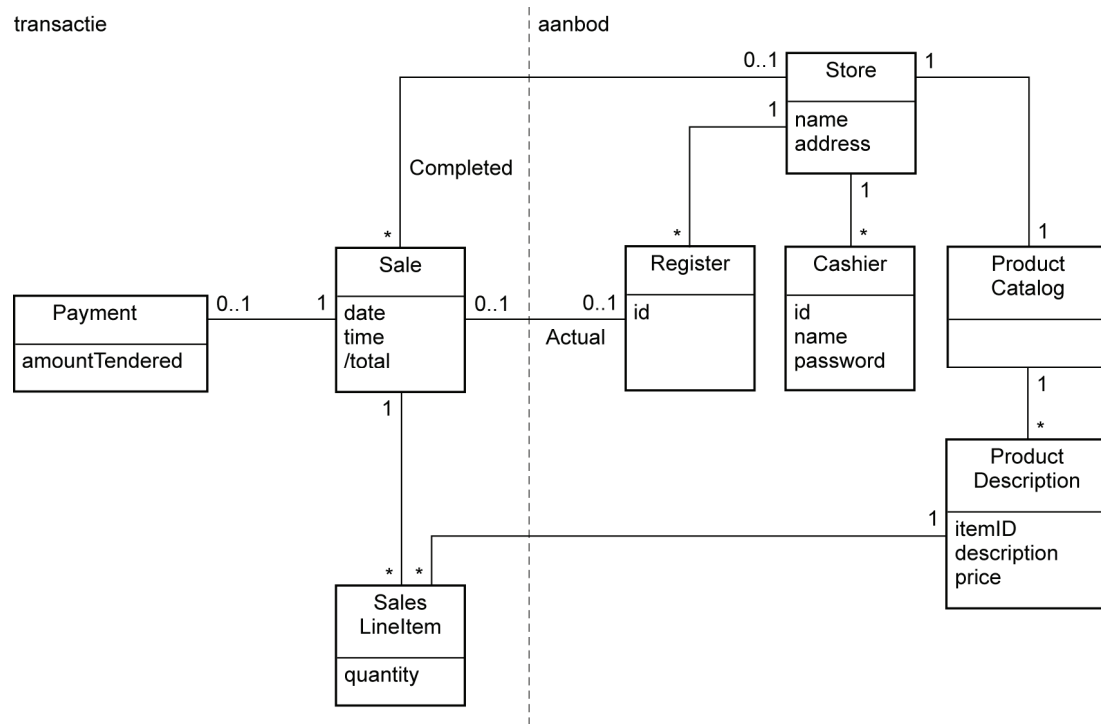 transactie
aanbod
0..1
Store
1
name
address
1
Completed
1
*
*
*
1
Sale
date
time
/total
Register
id
Cashier
id
name
password
Product
Catalog
Payment
amountTendered
0..1
1
0..1
0..1
Actual
1
1
*
Product
Description
itemID
description
price
1
*
*
Sales
LineItem
quantity